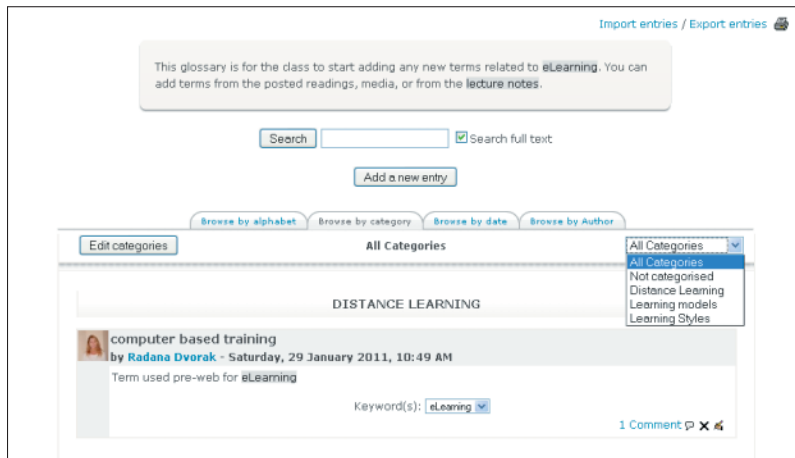 Import entries / Export entries
This glossary is for the class to start adding any new terms related to eLearning. You can
add terms from the posted readings, media, or from the lecture notes.
Search Search full text
Add a new entry
Browse by alphabet Browse by category Browse by date Browse by Author
Edit categories All Categories All Categories
All Categories
Not categorised
Distance Learning
Learning models
Learning Styles
DISTANCE LEARNING
computer based training
by Radana Dvorak - Saturday, 29 January 2011, 10:49 AM
Term used pre-web for eLearning
Keyword(s): eLearning
1 Comment